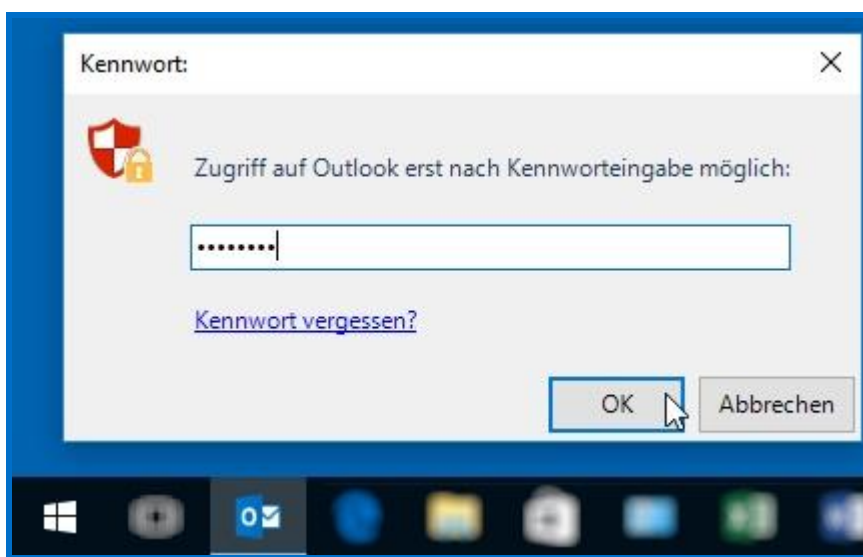 Kennwort:
Zugriff auf Outlook erst nach Kennworteingabe möglich:
••••••••
Kennwort vergessen?
OK
Abbrechen